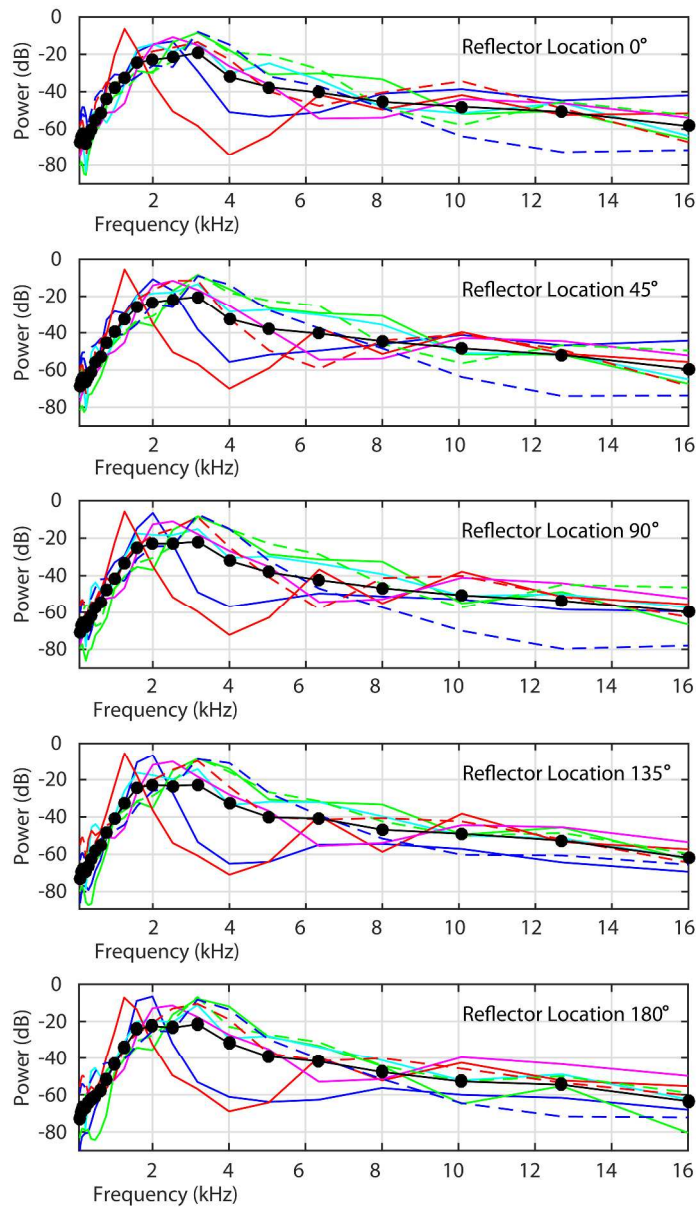 0
-20
-40
-60
-80
Power (dB)
Reflector Location 0°
2 4 6 8 10 12 14 16
Frequency (kHz)
0
-20
-40
-60
-80
Power (dB)
Reflector Location 45°
2 4 6 8 10 12 14 16
Frequency (kHz)
0
-20
-40
-60
-80
Power (dB)
Reflector Location 90°
2 4 6 8 10 12 14 16
Frequency (kHz)
0
-20
-40
-60
-80
Power (dB)
Reflector Location 135°
2 4 6 8 10 12 14 16
Frequency (kHz)
0
-20
-40
-60
-80
Power (dB)
Reflector Location 180°
2 4 6 8 10 12 14 16
Frequency (kHz)